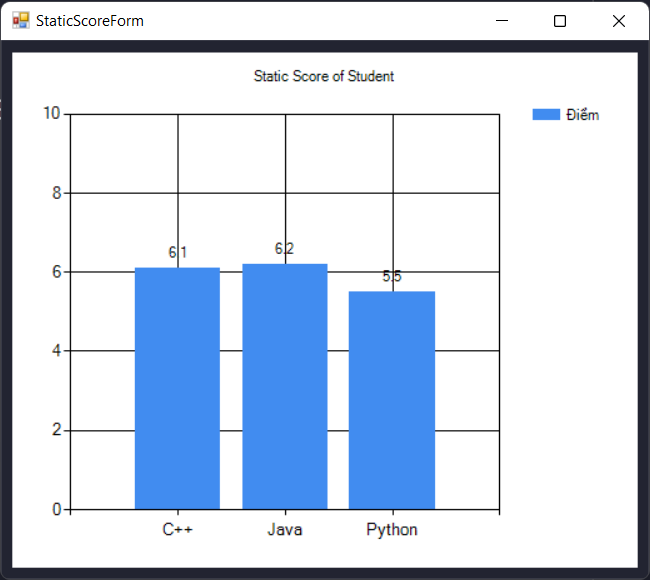 StaticScoreForm
Static Score of Student
Điểm
10
8
6
4
2
0
6.1
6.2
5.5
C++
Java
Python